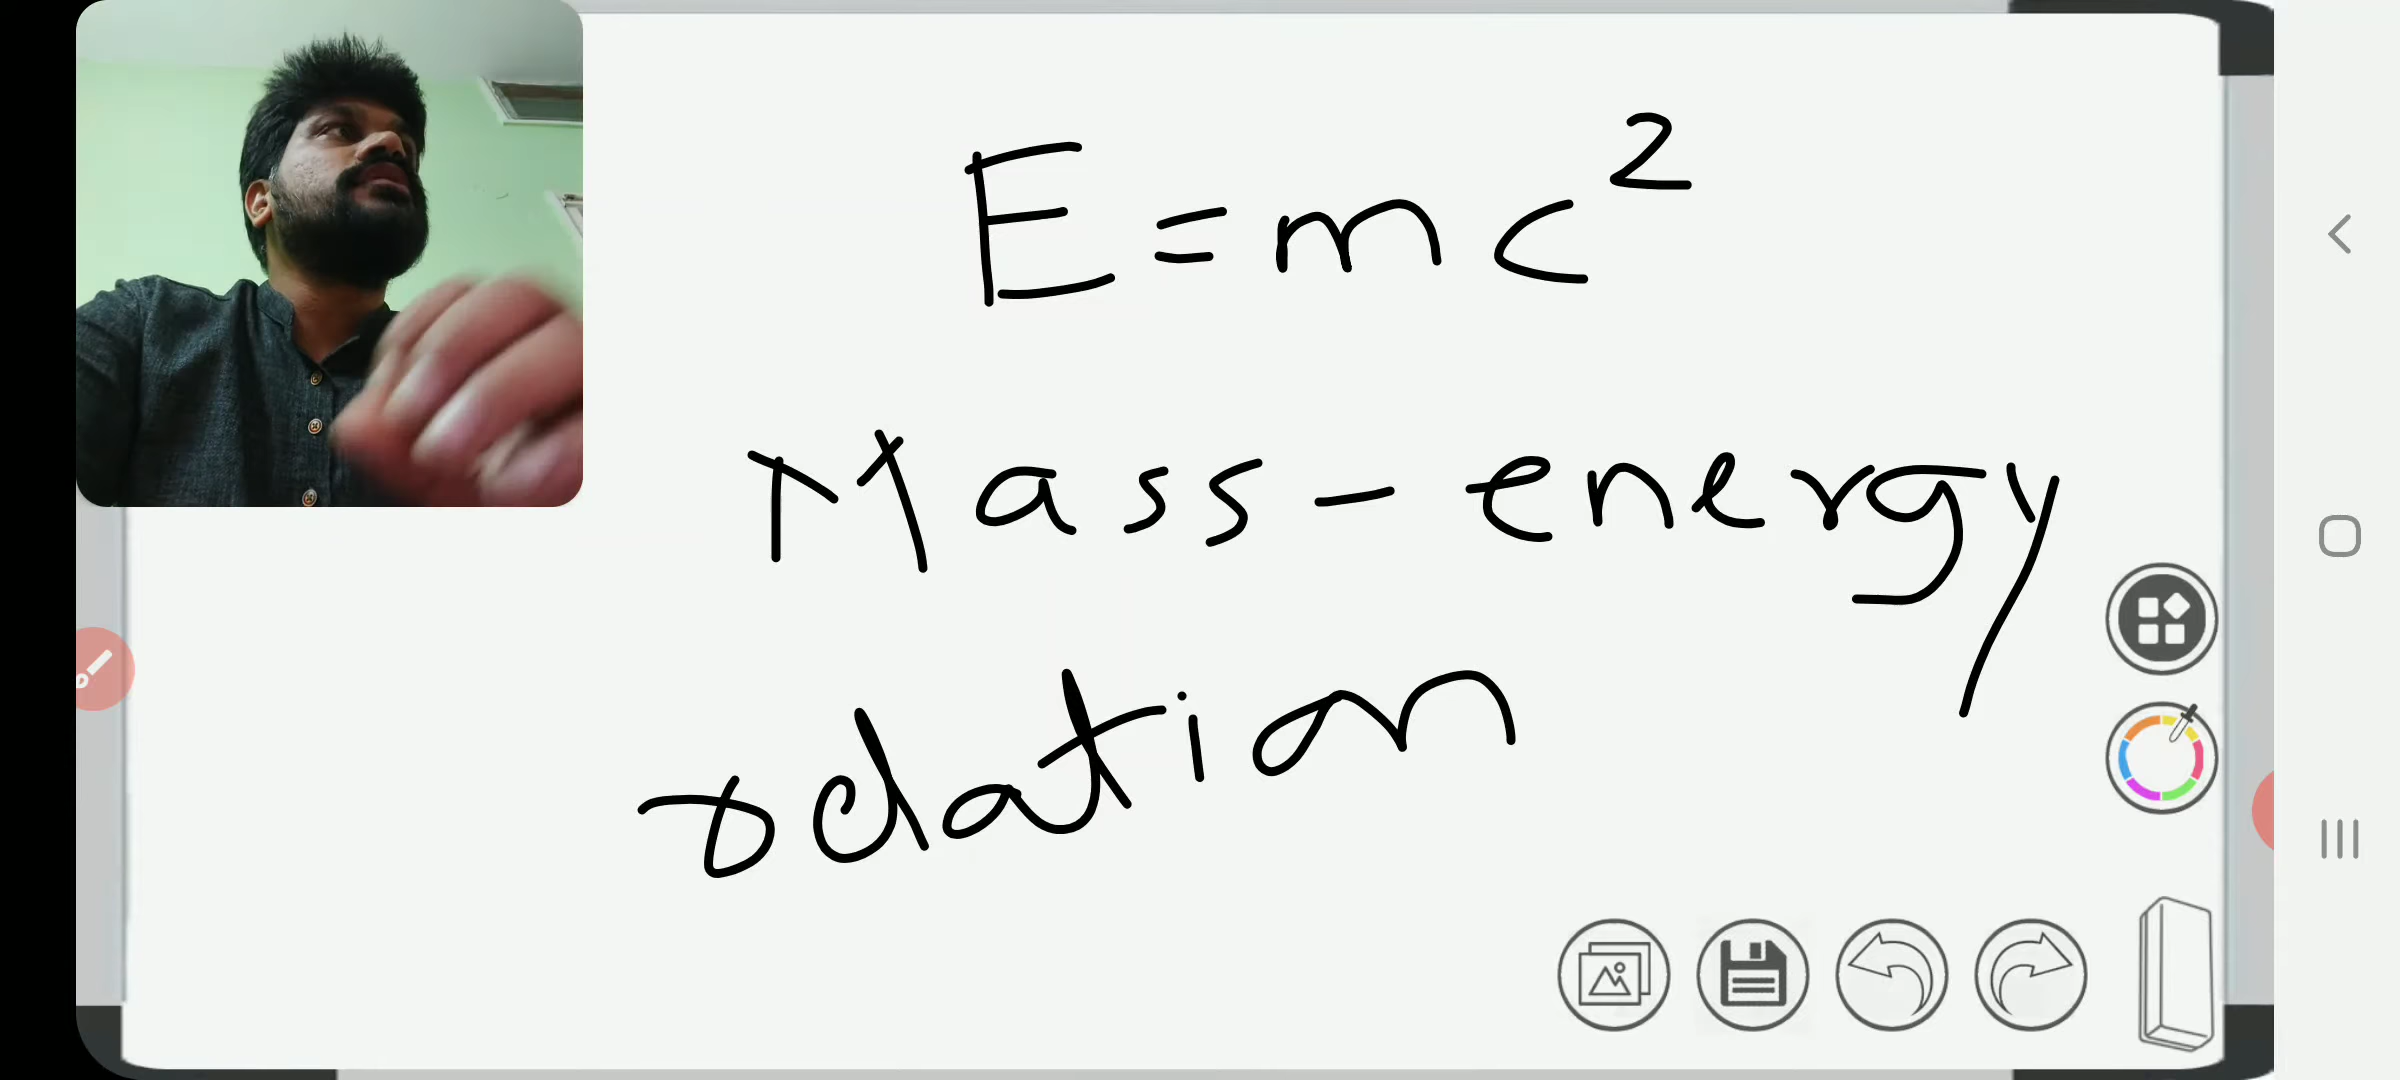 E = mc²
Mass-energy
relation